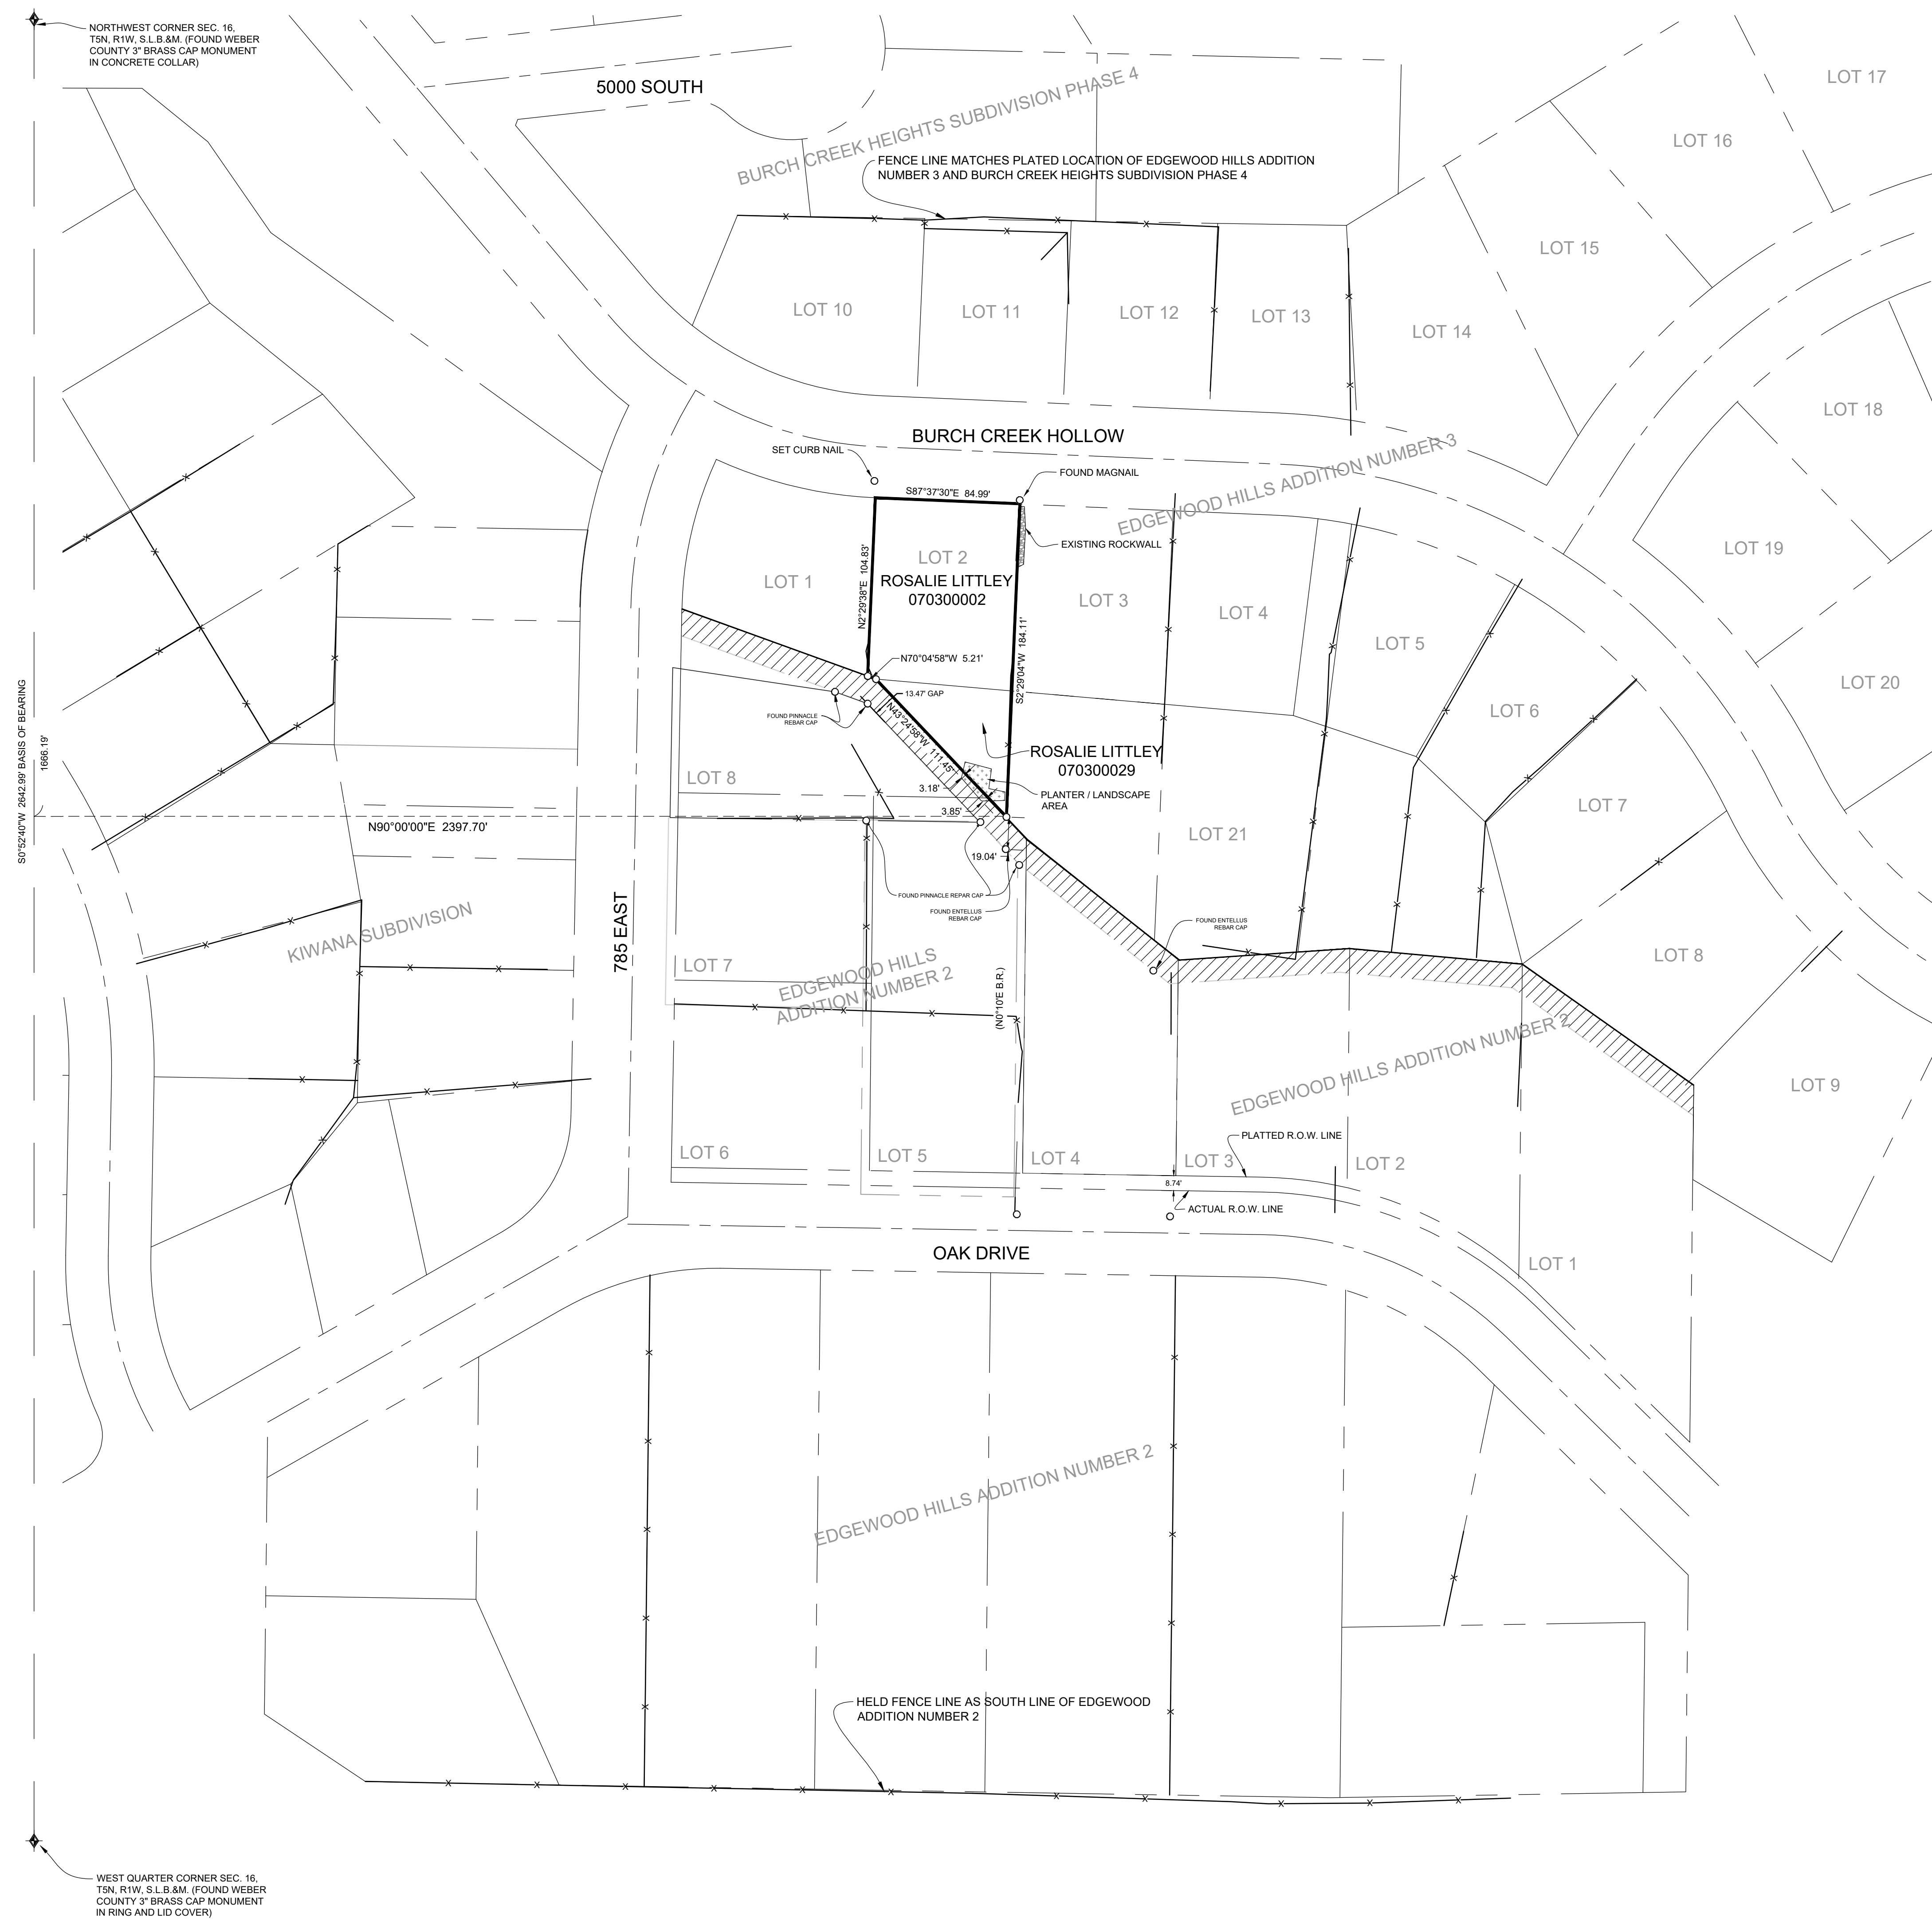 NORTHWEST CORNER SEC. 16,
T5N, R1W, S.L.B.&M. (FOUND WEBER
COUNTY 3" BRASS CAP MONUMENT
IN CONCRETE COLLAR)
5000 SOUTH
BURCH CREEK HEIGHTS SUBDIVISION PHASE 4
FENCE LINE MATCHES PLATED LOCATION OF EDGEWOOD HILLS ADDITION
NUMBER 3 AND BURCH CREEK HEIGHTS SUBDIVISION PHASE 4
LOT 17
LOT 16
LOT 15
LOT 10
LOT 11
LOT 12
LOT 13
LOT 14
LOT 18
BURCH CREEK HOLLOW
EDGEWOOD HILLS ADDITION NUMBER 3
SET CURB NAIL
FOUND MAGNAIL
S87°37'30"E 84.99'
EXISTING ROCKWALL
LOT 19
LOT 1
LOT 2
ROSALIE LITTLEY
070300002
N2°29'38"E 104.83'
S2°29'04"W 184.11'
LOT 3
LOT 4
LOT 5
LOT 20
N70°04'58"W 5.21'
13.47' GAP
N43°24'58"W 111.45'
FOUND PINNACLE
REBAR CAP
LOT 6
ROSALIE LITTLEY
070300029
LOT 8
3.18'
PLANTER / LANDSCAPE
AREA
3.85'
LOT 7
S0°52'40"W 2642.99' BASIS OF BEARING
1666.19'
N90°00'00"E 2397.70'
LOT 21
19.04'
FOUND PINNACLE REPAR CAP
FOUND ENTELLUS
REBAR CAP
FOUND ENTELLUS
REBAR CAP
KIWANA SUBDIVISION
785 EAST
LOT 7
EDGEWOOD HILLS
ADDITION NUMBER 2
(N0°10'E B.R.)
LOT 8
EDGEWOOD HILLS ADDITION NUMBER 2
LOT 9
PLATTED R.O.W. LINE
LOT 6
LOT 5
LOT 4
LOT 3
LOT 2
8.74'
ACTUAL R.O.W. LINE
OAK DRIVE
LOT 1
EDGEWOOD HILLS ADDITION NUMBER 2
HELD FENCE LINE AS SOUTH LINE OF EDGEWOOD
ADDITION NUMBER 2
WEST QUARTER CORNER SEC. 16,
T5N, R1W, S.L.B.&M. (FOUND WEBER
COUNTY 3" BRASS CAP MONUMENT
IN RING AND LID COVER)